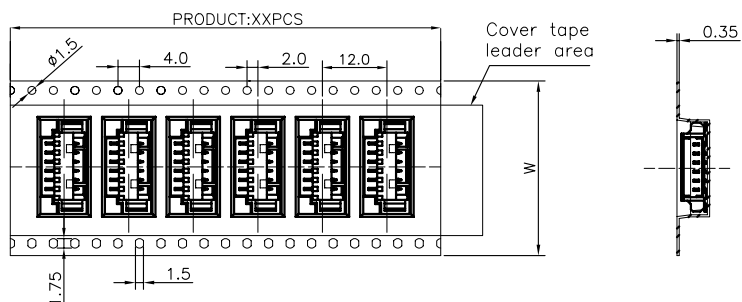 PRODUCT:XXPCS
Cover tape
leader area
0.35
ø1.5
4.0
2.0
12.0
W
1.5
1.75